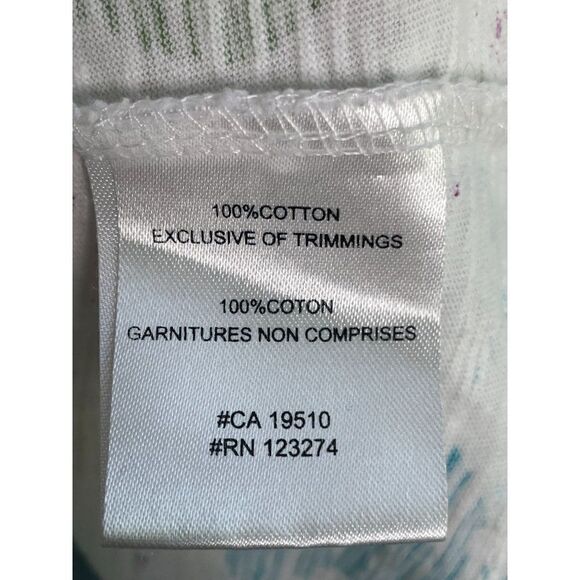 100%COTTON
EXCLUSIVE OF TRIMMINGS
100%COTON
GARNITURES NON COMPRISES
#CA 19510
#RN 123274